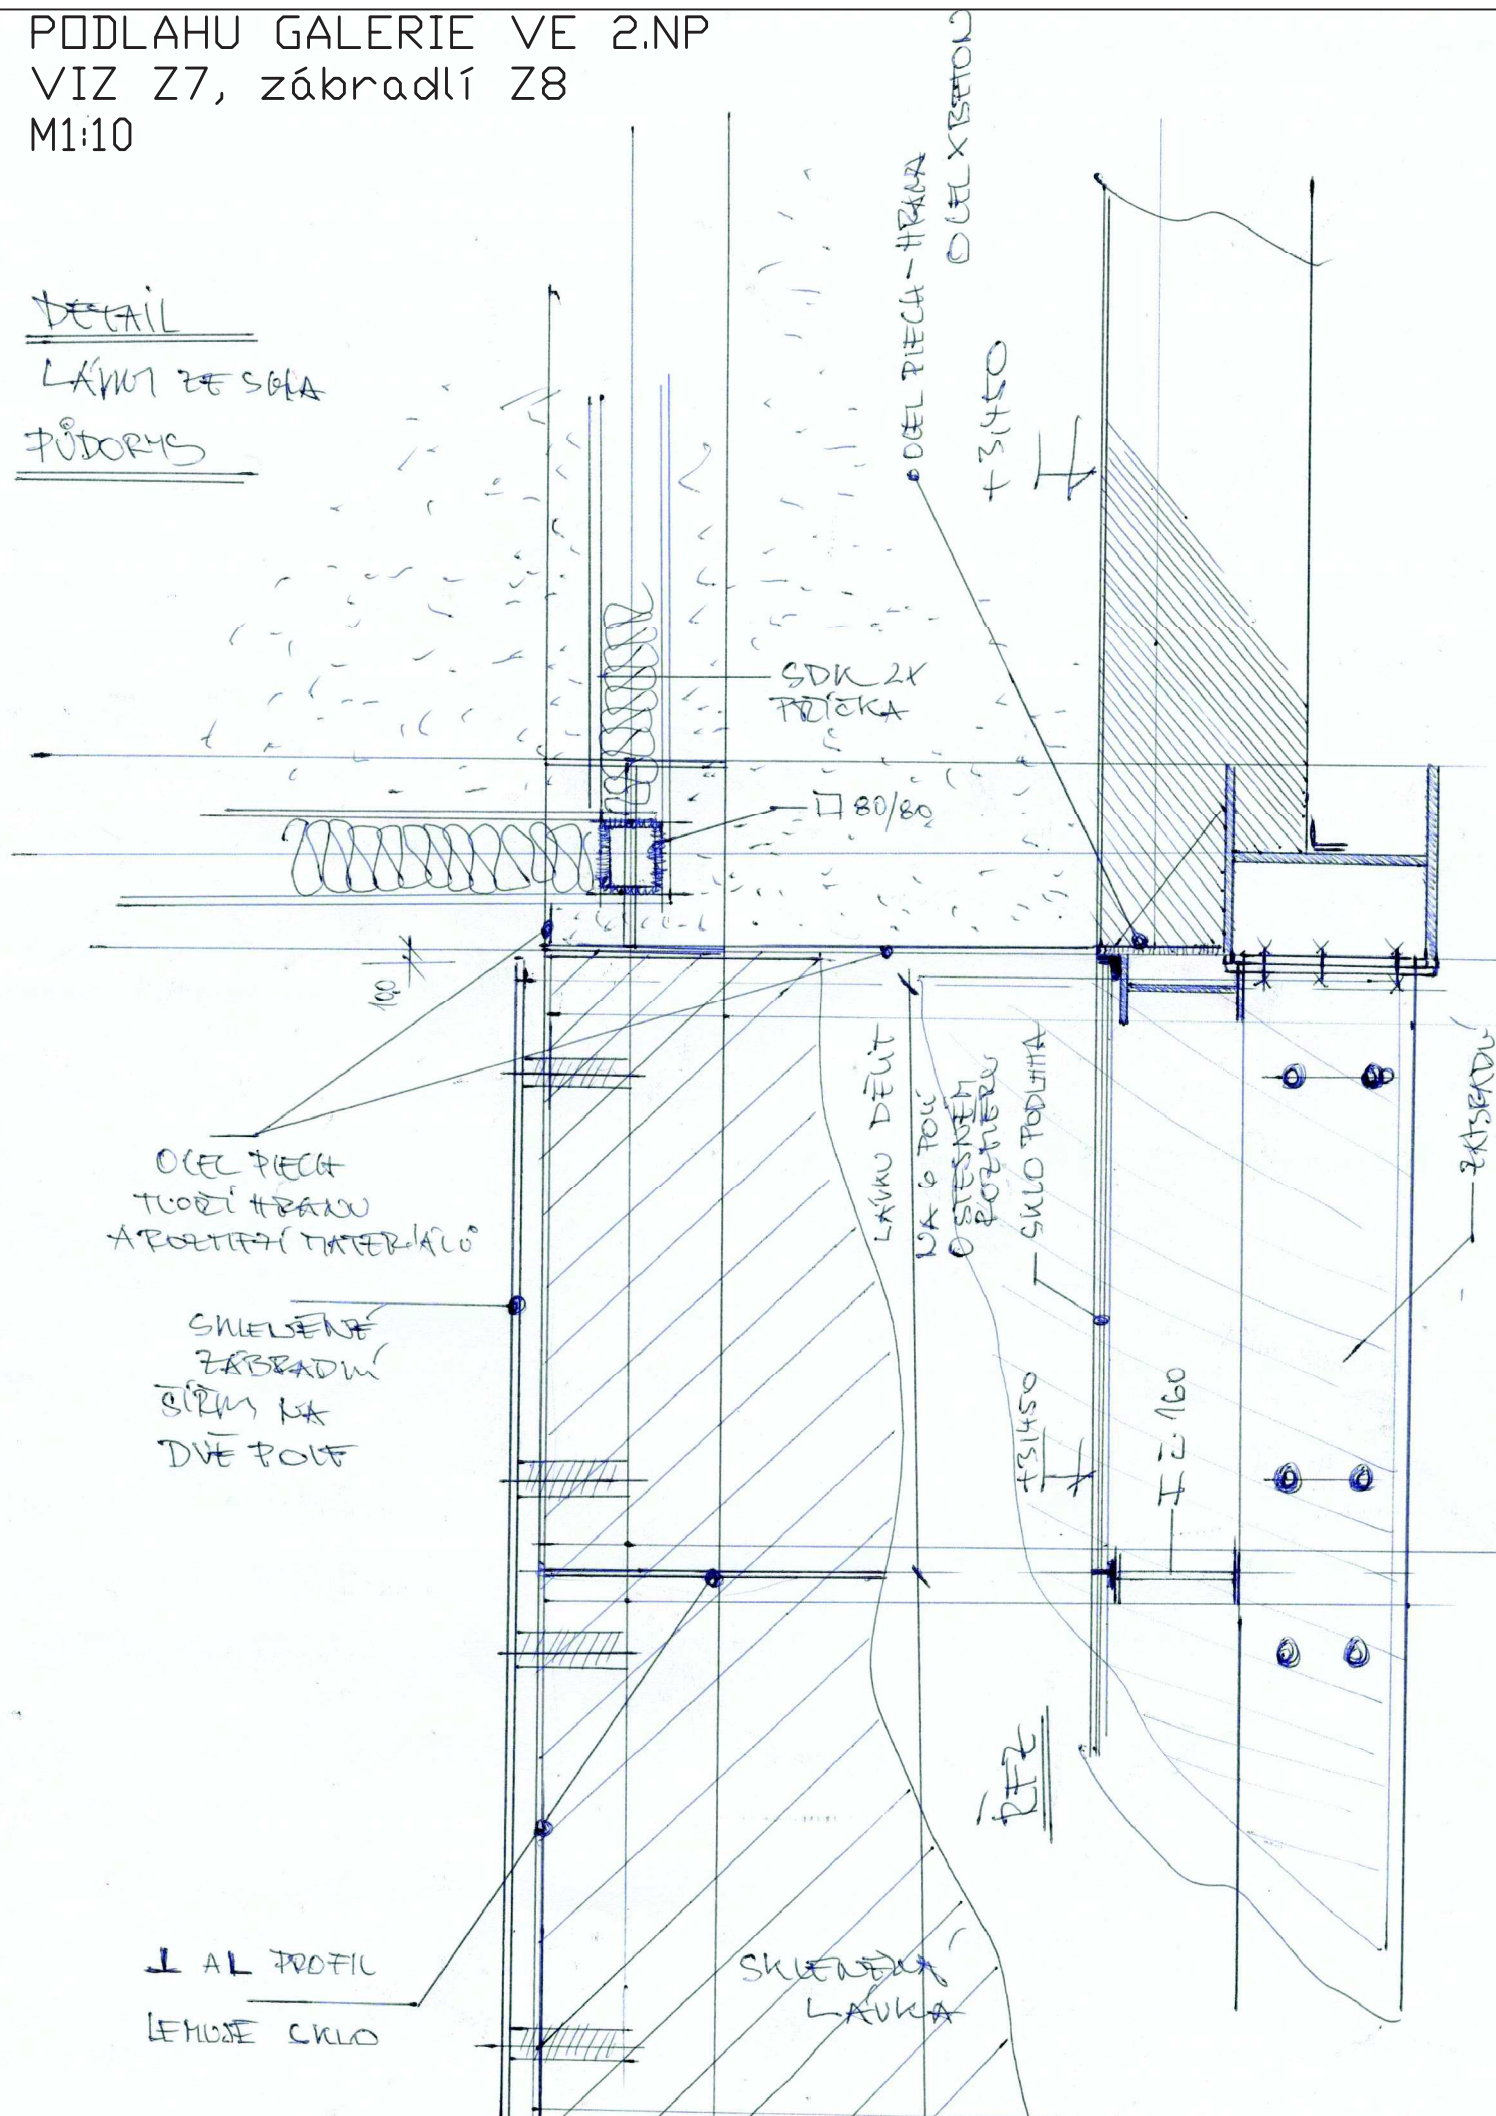 PODLAHU GALERIE VE 2.NP
VIZ Z7, zábradlí Z8
M1:10
DETAIL
LÁVKY ZE SKLA
PŮDORYS
OCEL PLECH - HRANA
OCEL X BETON
+3,450
SDK 2X
PŘÍČKA
80/80
100
OCEL PLECH
TVOŘÍ HRANU
A ROZMEZÍ MATERIÁLŮ
SKLENĚNÉ
ZÁBRADLÍ
ŠÍŘKY NA
DVĚ POLE
LÁVKU DĚLIT
NA 6 POLÍ
O STEJNÉM
ROZMĚRU
SKLO PODLAHA
+3,450
I č. 160
ZÁBRADLÍ
ŘEZ
AL PROFIL
LEMUJE SKLO
SKLENĚNÁ
LÁVKA